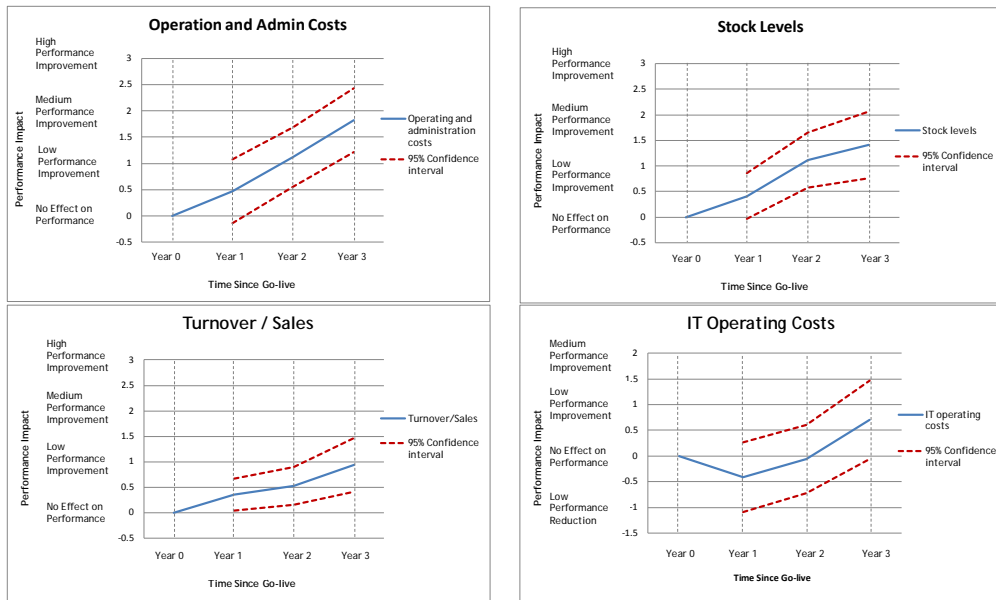 Operation and Admin Costs
High
Performance
Improvement
Medium
Performance
Improvement
Low
Performance
Improvement
No Effect on
Performance
Performance Impact
3
2.5
2
1.5
1
0.5
0
-0.5
Year 0 Year 1 Year 2 Year 3
Time Since Go-live
Operating and
administration
costs
95% Confidence
interval
Stock Levels
High
Performance
Improvement
Medium
Performance
Improvement
Low
Performance
Improvement
No Effect on
Performance
Performance Impact
3
2.5
2
1.5
1
0.5
0
-0.5
Year 0 Year 1 Year 2 Year 3
Time Since Go-live
Stock levels
95% Confidence
interval
Turnover / Sales
High
Performance
Improvement
Medium
Performance
Improvement
Low
Performance
Improvement
No Effect on
Performance
Performance Impact
3
2.5
2
1.5
1
0.5
0
-0.5
Year 0 Year 1 Year 2 Year 3
Time Since Go-live
Turnover/Sales
95% Confidence
interval
IT Operating Costs
Medium
Performance
Improvement
Low
Performance
Improvement
No Effect on
Performance
Low
Performance
Reduction
Performance Impact
2
1.5
1
0.5
0
-0.5
-1
-1.5
Year 0 Year 1 Year 2 Year 3
Time Since Go-live
IT operating
costs
95% Confidence
interval